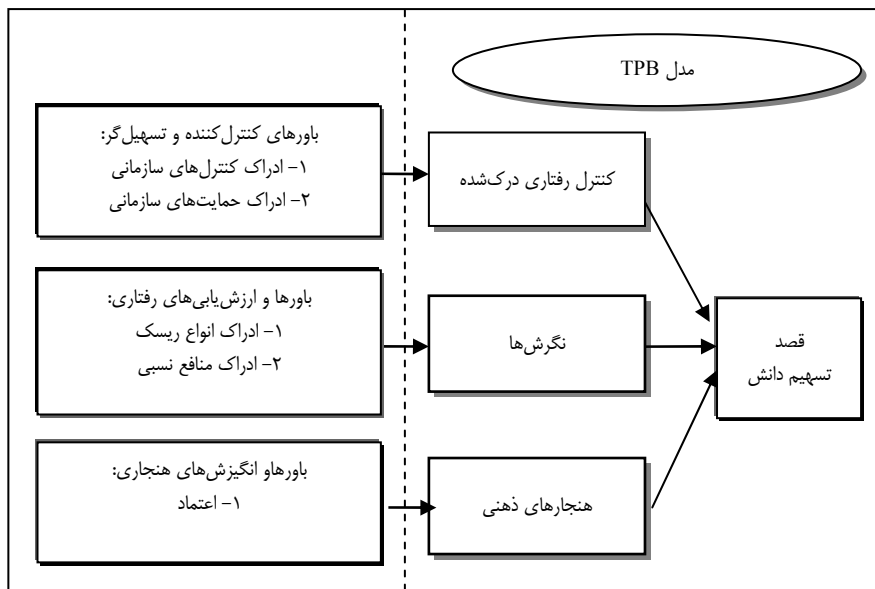 مدل TPB
باورهای کنترل‌کننده و تسهیل‌گر:
۱- ادراک کنترل‌های سازمانی
۲- ادراک حمایت‌های سازمانی
کنترل رفتاری درک‌شده
باورها و ارزش‌یابی‌های رفتاری:
۱- ادراک انواع ریسک
۲- ادراک منافع نسبی
نگرش‌ها
قصد
تسهیم دانش
باورهاو انگیزش‌های هنجاری:
۱- اعتماد
هنجارهای ذهنی